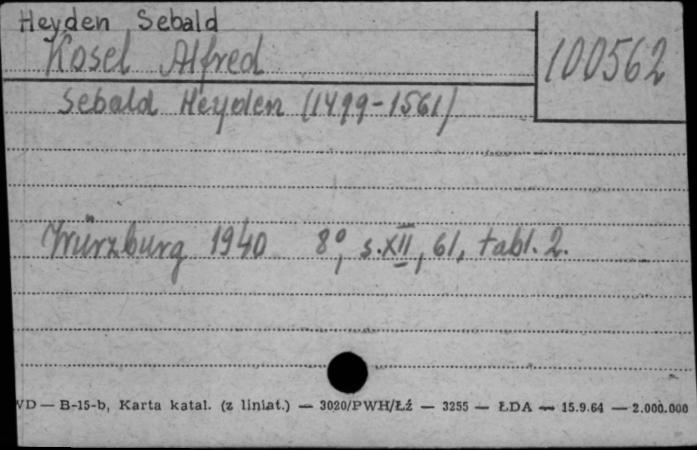 Heyden Sebald
Kosel Alfred
100562
Sebald Heyden (1499-1561)
Würzburg 1940 8°, s. XII, 61, tabl. 2.
VD — B-15-b, Karta katal. (z liniat.) — 3020/PWH/Łź — 3255 — ŁDA — 15.9.64 — 2.000.000